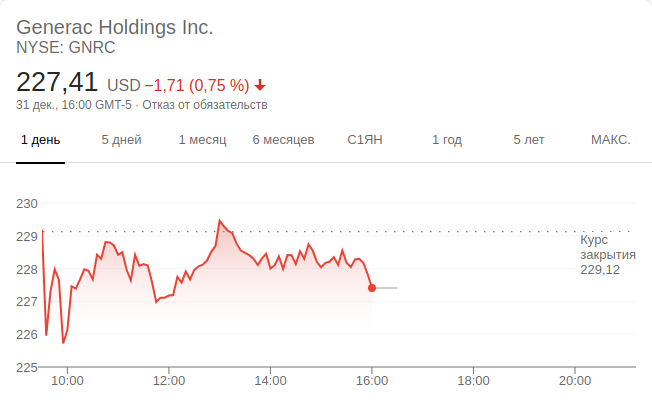 Generac Holdings Inc.
NYSE: GNRC
227,41 USD −1,71 (0,75 %)
31 дек., 16:00 GMT-5 · Отказ от обязательств
1 день 5 дней 1 месяц 6 месяцев С1ЯН 1 год 5 лет МАКС.
230
229
228
227
226
225
Курс
закрытия
229,12
10:00 12:00 14:00 16:00 18:00 20:00